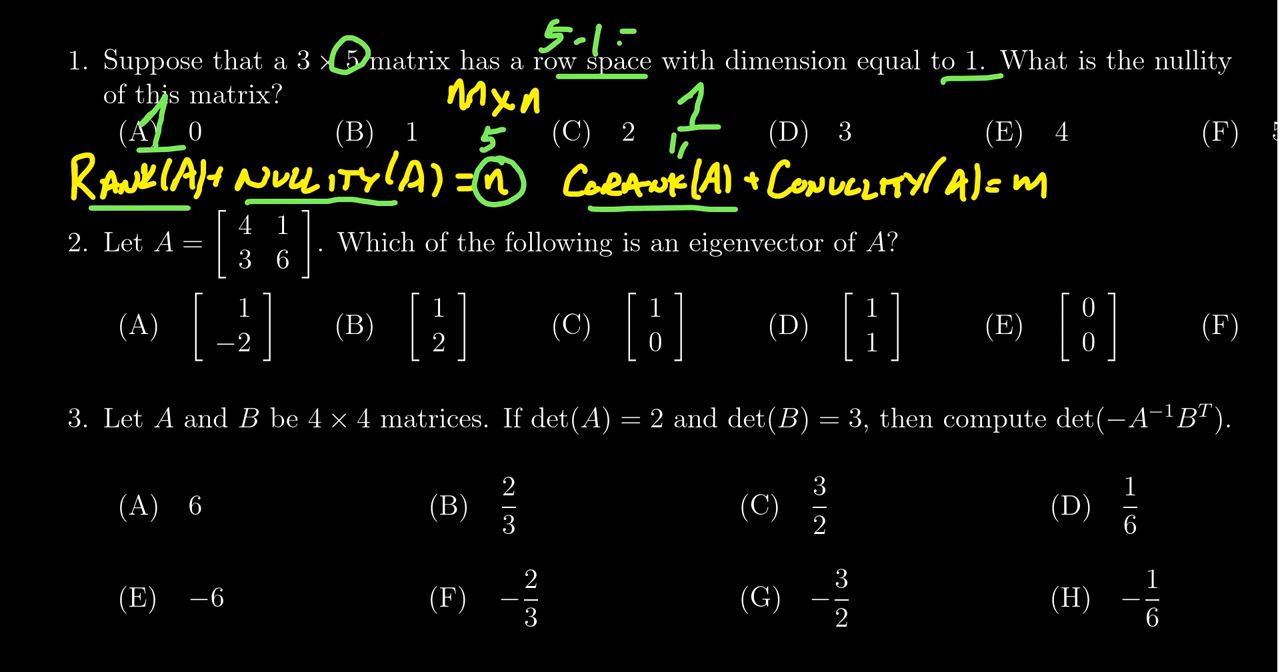 5-1=
1. Suppose that a 3 × 5 matrix has a row space with dimension equal to 1. What is the nullity
of this matrix?
m×n
1 5 1
(A) 0 (B) 1 (C) 2 (D) 3 (E) 4 (F)
RANK(A)+ NULLITY(A) = n CORANK(A) + CONULLITY(A) = m
2. Let A = [4 1; 3 6]. Which of the following is an eigenvector of A?
(A) [1; −2] (B) [1; 2] (C) [1; 0] (D) [1; 1] (E) [0; 0] (F)
3. Let A and B be 4 × 4 matrices. If det(A) = 2 and det(B) = 3, then compute det(−A⁻¹Bᵀ).
(A) 6 (B) 2/3 (C) 3/2 (D) 1/6
(E) −6 (F) −2/3 (G) −3/2 (H) −1/6